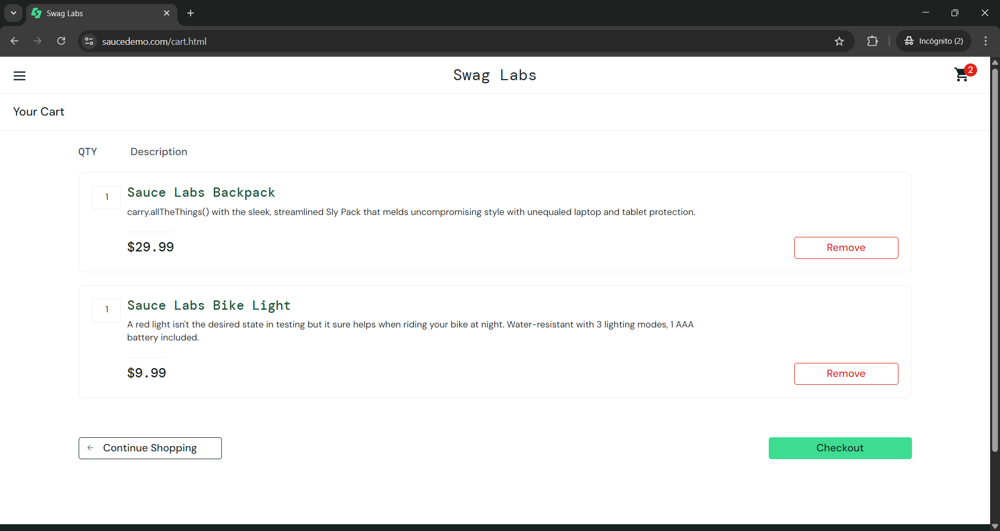 Swag Labs
saucedemo.com/cart.html
Incógnito (2)
Swag Labs
2
Your Cart
QTY Description
1
Sauce Labs Backpack
carry.allTheThings() with the sleek, streamlined Sly Pack that melds uncompromising style with unequaled laptop and tablet protection.
$29.99
Remove
1
Sauce Labs Bike Light
A red light isn't the desired state in testing but it sure helps when riding your bike at night. Water-resistant with 3 lighting modes, 1 AAA
battery included.
$9.99
Remove
Continue Shopping
Checkout